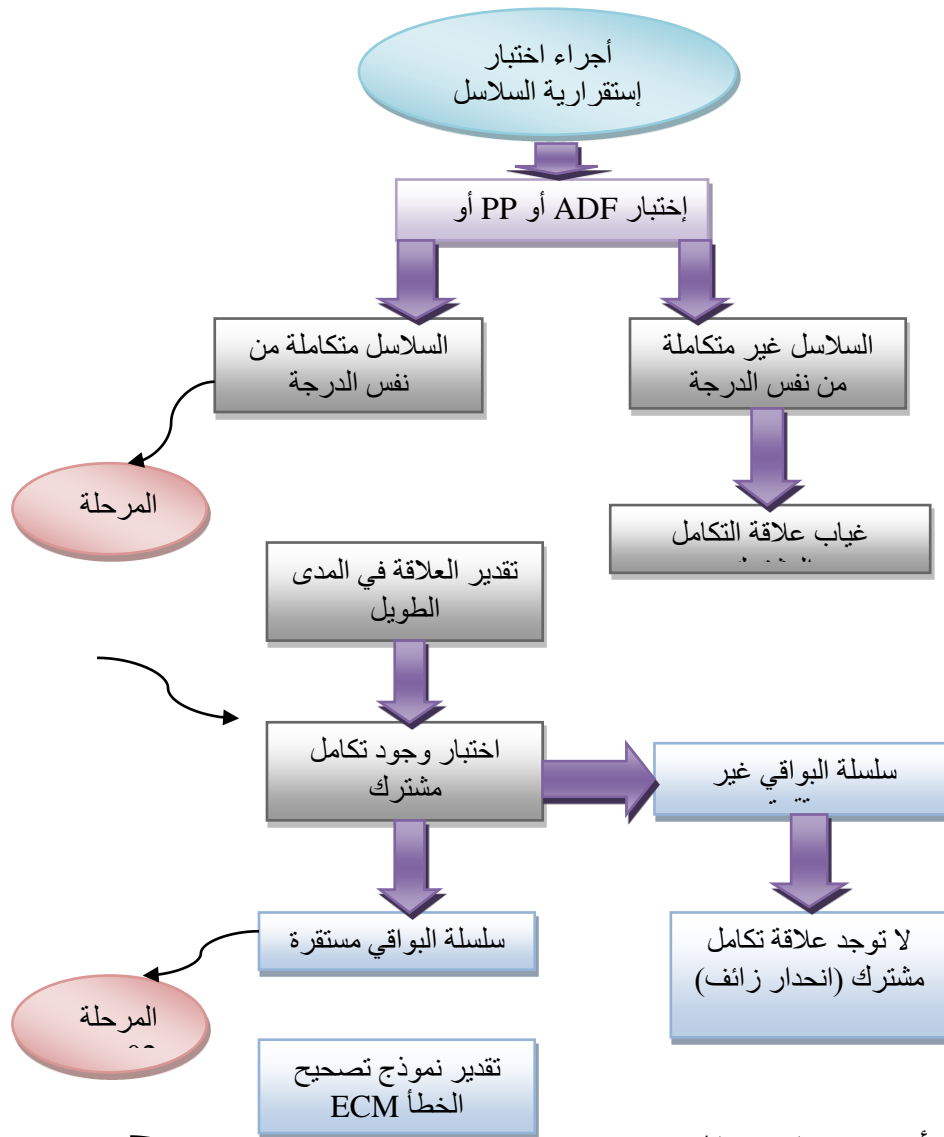 أجراء اختبار
إستقرارية السلاسل
إختبار ADF أو PP أو
السلاسل غير متكاملة
من نفس الدرجة
السلاسل متكاملة من
نفس الدرجة
المرحلة
غياب علاقة التكامل
تقدير العلاقة في المدى
الطويل
اختبار وجود تكامل
مشترك
سلسلة البواقي غير
سلسلة البواقي مستقرة
لا توجد علاقة تكامل
مشترك (انحدار زائف)
المرحلة
تقدير نموذج تصحيح
الخطأ ECM